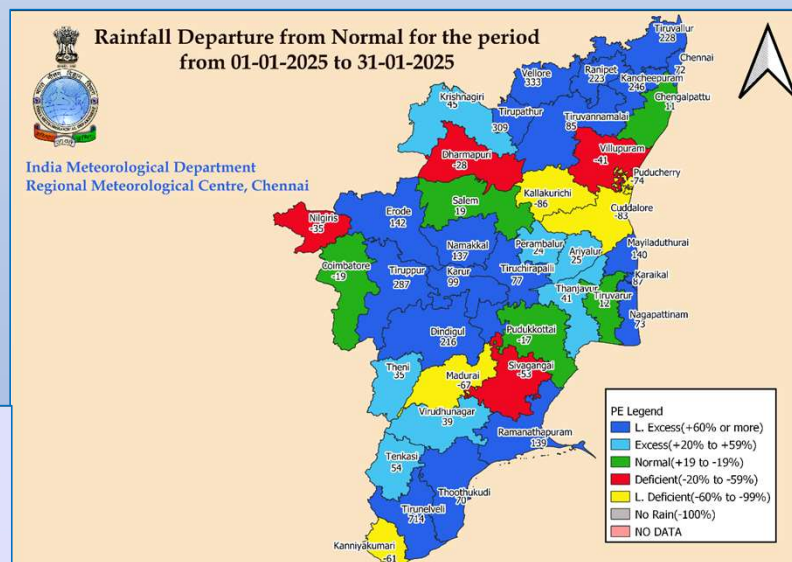 Rainfall Departure from Normal for the period
from 01-01-2025 to 31-01-2025
India Meteorological Department
Regional Meteorological Centre, Chennai
Tiruvallur
228
Chennai
72
Ranipet
223
Vellore
333
Kancheepuram
246
Chengalpattu
11
Krishnagiri
45
Tirupathur
309
Tiruvannamalai
85
Villupuram
-41
Dharmapuri
-28
Puducherry
-74
Kallakurichi
-86
Cuddalore
-83
Salem
19
Nilgiris
-35
Erode
142
Namakkal
137
Perambalur
24
Ariyalur
25
Mayiladuthurai
140
Karaikal
87
Coimbatore
-19
Tiruppur
287
Karur
99
Tiruchirapalli
77
Thanjavur
41
Tiruvarur
12
Nagapattinam
73
Dindigul
216
Pudukkottai
-17
Theni
35
Madurai
-67
Sivagangai
-53
Virudhunagar
39
Ramanathapuram
139
Tenkasi
54
Thoothukudi
70
Tirunelveli
714
Kanniyakumari
-61
PE Legend
L. Excess(+60% or more)
Excess(+20% to +59%)
Normal(+19 to -19%)
Deficient(-20% to -59%)
L. Deficient(-60% to -99%)
No Rain(-100%)
NO DATA